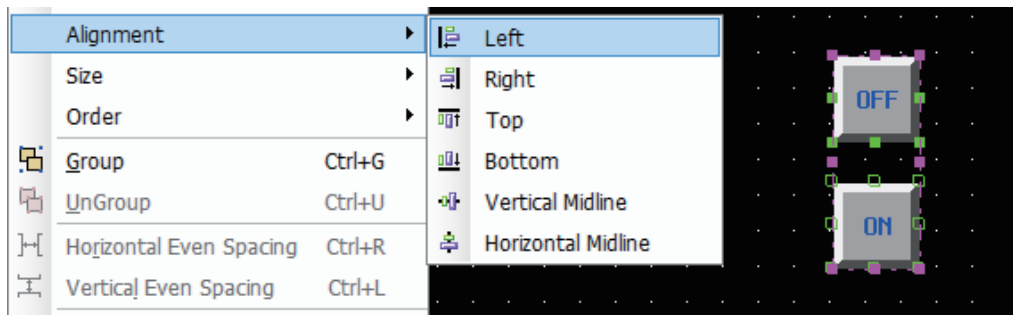 Alignment
Left
Size
Right
Order
Top
Group Ctrl+G
Bottom
UnGroup Ctrl+U
Vertical Midline
Horizontal Even Spacing Ctrl+R
Horizontal Midline
Vertical Even Spacing Ctrl+L
OFF
ON